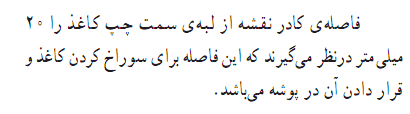 فاصله‌ی کادر نقشه از لبه‌ی سمت چپ کاغذ را ۲۰
میلی‌متر درنظر می‌گیرند که این فاصله برای سوراخ کردن کاغذ و
قرار دادن آن در پوشه می‌باشد.